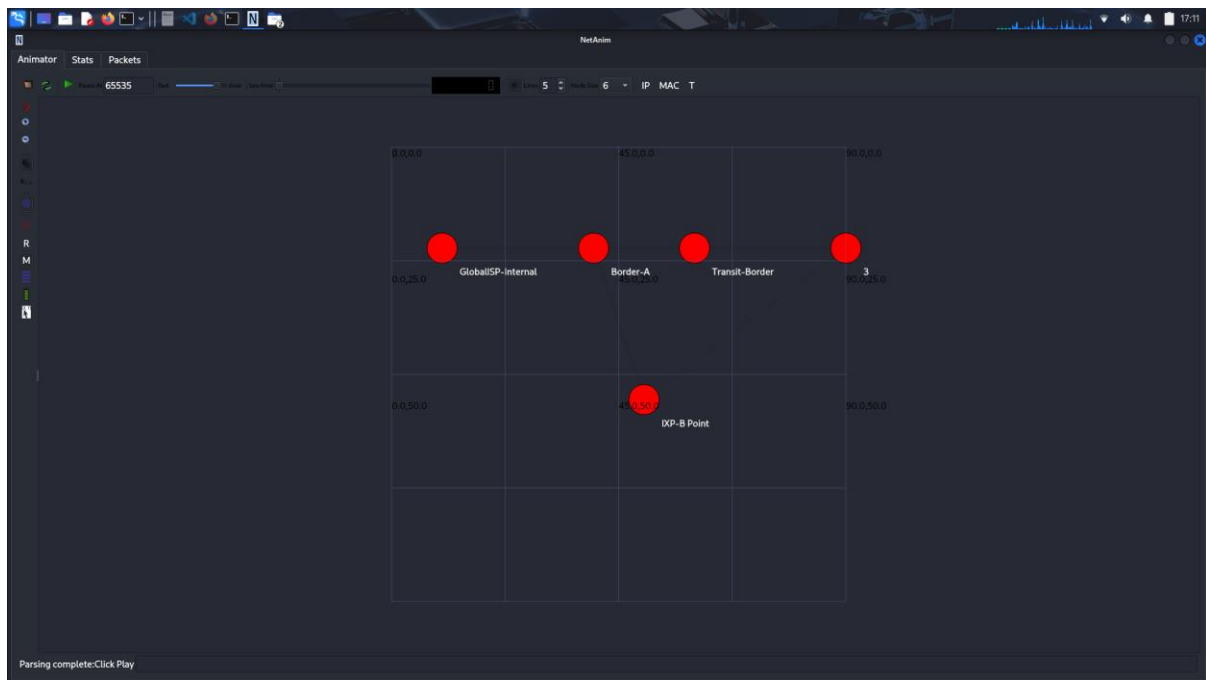 17:11
NetAnim
Animator Stats Packets
65535 5 6 IP MAC T
0.0,0.0 45.0,0.0 90.0,0.0
R
M
GlobalISP-Internal Border-A Transit-Border 3
0.0,25.0 45.0,25.0 90.0,25.0
0.0,50.0 45.0,50.0 90.0,50.0
IXP-B Point
Parsing complete:Click Play